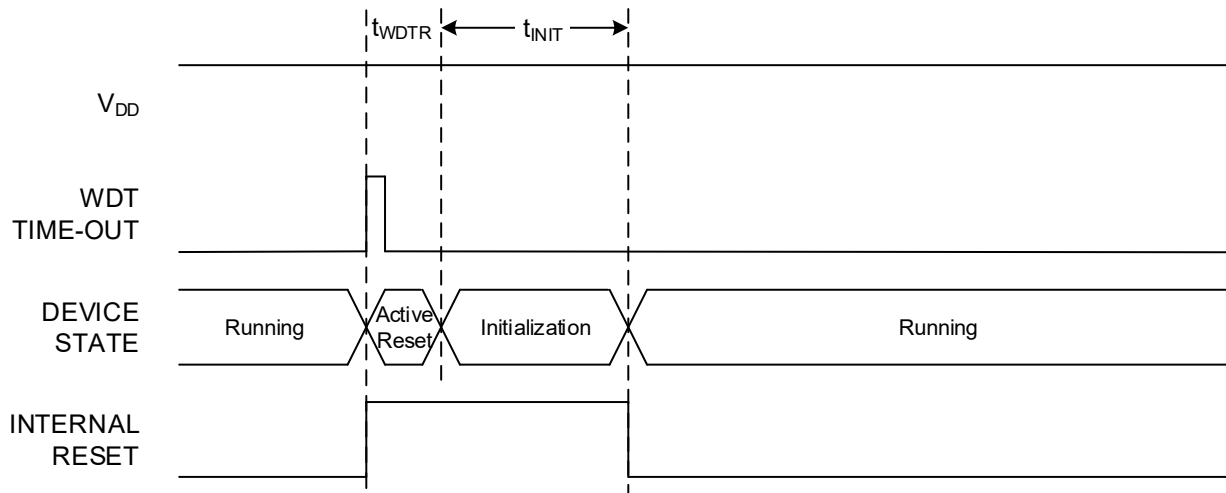 tWDTR
tINIT
VDD
WDT
TIME-OUT
DEVICE
STATE
Running
Active
Reset
Initialization
Running
INTERNAL
RESET